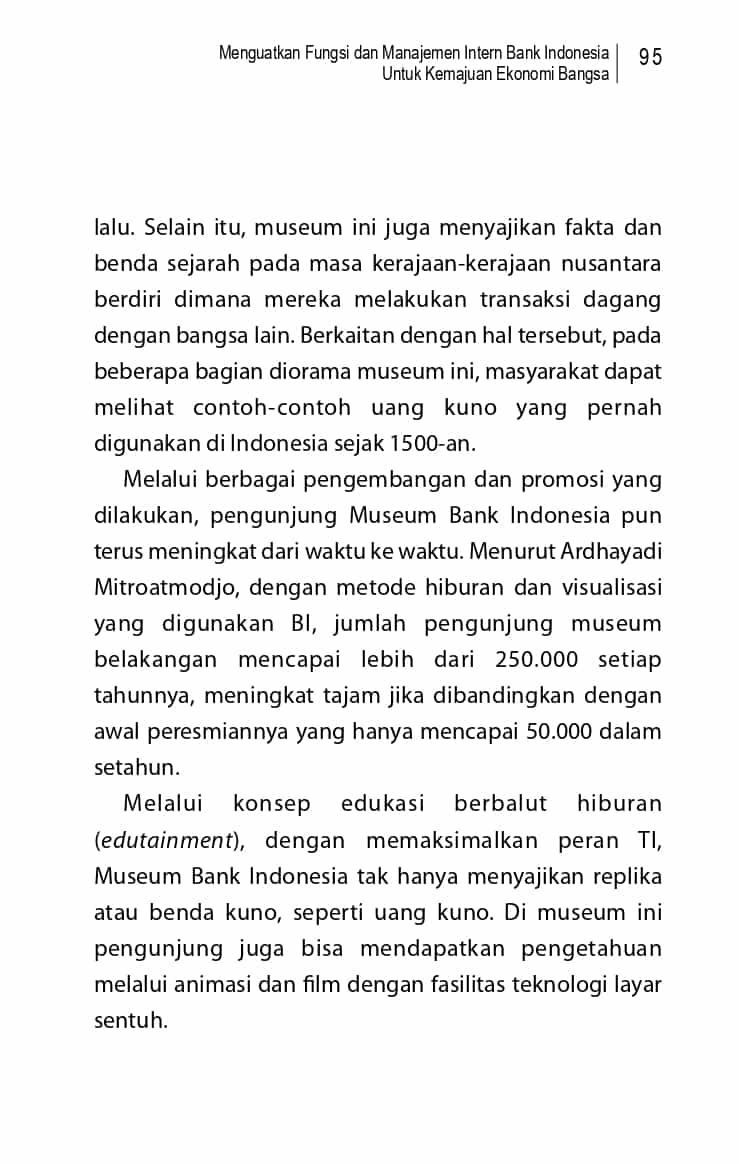 Menguatkan Fungsi dan Manajemen Intern Bank Indonesia
Untuk Kemajuan Ekonomi Bangsa
95
lalu. Selain itu, museum ini juga menyajikan fakta dan
benda sejarah pada masa kerajaan-kerajaan nusantara
berdiri dimana mereka melakukan transaksi dagang
dengan bangsa lain. Berkaitan dengan hal tersebut, pada
beberapa bagian diorama museum ini, masyarakat dapat
melihat contoh-contoh uang kuno yang pernah
digunakan di Indonesia sejak 1500-an.
Melalui berbagai pengembangan dan promosi yang
dilakukan, pengunjung Museum Bank Indonesia pun
terus meningkat dari waktu ke waktu. Menurut Ardhayadi
Mitroatmodjo, dengan metode hiburan dan visualisasi
yang digunakan BI, jumlah pengunjung museum
belakangan mencapai lebih dari 250.000 setiap
tahunnya, meningkat tajam jika dibandingkan dengan
awal peresmiannya yang hanya mencapai 50.000 dalam
setahun.
Melalui konsep edukasi berbalut hiburan
(edutainment), dengan memaksimalkan peran TI,
Museum Bank Indonesia tak hanya menyajikan replika
atau benda kuno, seperti uang kuno. Di museum ini
pengunjung juga bisa mendapatkan pengetahuan
melalui animasi dan film dengan fasilitas teknologi layar
sentuh.